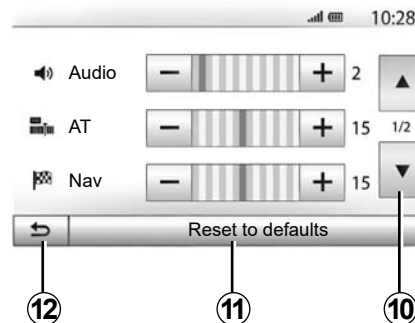 10:28
Audio − + 2
AT − + 15 1/2
Nav − + 15
Reset to defaults
12 11 10